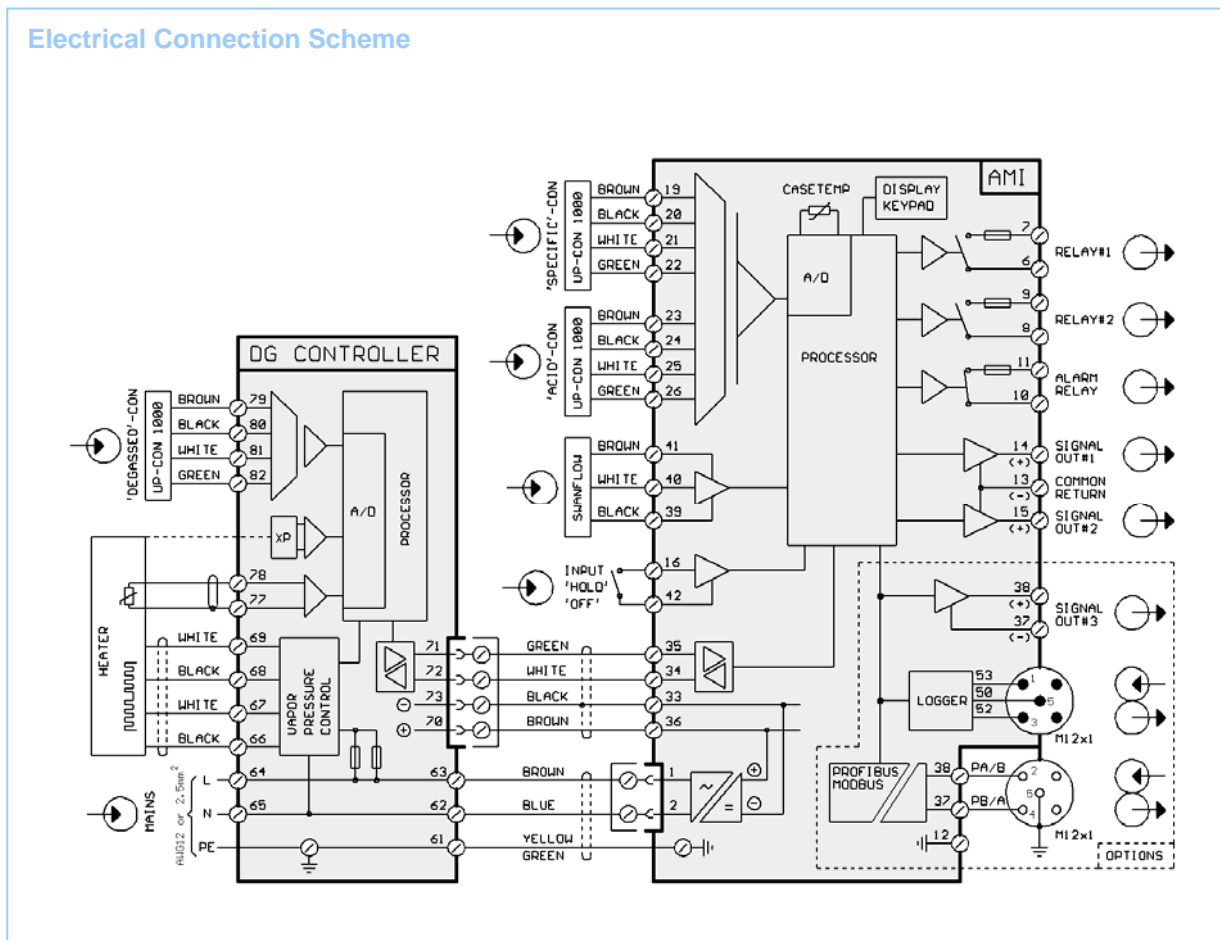 Electrical Connection Scheme
AMI
'SPECIFIC'-CON
UP-CON 1000
BROWN 19
BLACK 20
WHITE 21
GREEN 22
CASETEMP
DISPLAY
KEYPAD
A/D
PROCESSOR
7
6
RELAY#1
9
8
RELAY#2
11
10
ALARM
RELAY
'ACID'-CON
UP-CON 1000
BROWN 23
BLACK 24
WHITE 25
GREEN 26
SWANFLOW
BROWN 41
WHITE 40
BLACK 39
14
(+)
SIGNAL
OUT#1
13
(-)
COMMON
RETURN
15
(+)
SIGNAL
OUT#2
INPUT
'HOLD'
'OFF'
16
42
38
(+)
SIGNAL
OUT#3
37
(-)
LOGGER
53
50
52
1
5
3
M12x1
PROFIBUS
MODBUS
38 PA/B
37 PB/A
12
2
5
4
M12x1
OPTIONS
DG CONTROLLER
'DEGASSED'-CON
UP-CON 1000
BROWN 79
BLACK 80
WHITE 81
GREEN 82
A/D
PROCESSOR
XP
78
77
HEATER
WHITE 69
BLACK 68
WHITE 67
BLACK 66
VAPOR
PRESSURE
CONTROL
71 GREEN 35
72 WHITE 34
73 BLACK 33
70 BROWN 36
MAINS
AWG12 or 2.5mm²
L 64
63 BROWN 1
N 65
62 BLUE 2
PE
61 YELLOW
GREEN